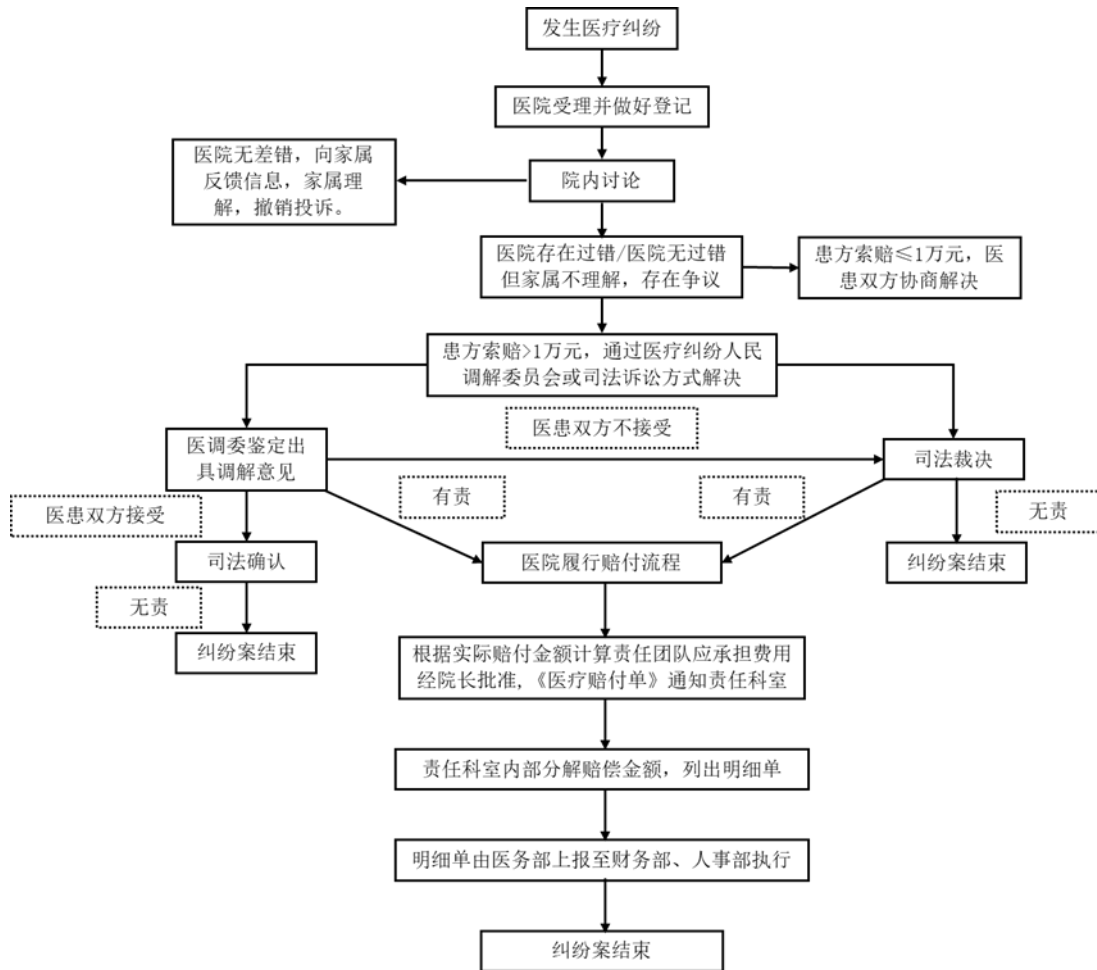 发生医疗纠纷
医院受理并做好登记
医院无差错，向家属
反馈信息，家属理
解，撤销投诉。
院内讨论
医院存在过错/医院无过错
但家属不理解，存在争议
患方索赔≤1万元，医
患双方协商解决
患方索赔>1万元，通过医疗纠纷人民
调解委员会或司法诉讼方式解决
医患双方不接受
医调委鉴定出
具调解意见
司法裁决
医患双方接受
有责
有责
无责
司法确认
医院履行赔付流程
纠纷案结束
无责
纠纷案结束
根据实际赔付金额计算责任团队应承担费用
经院长批准,《医疗赔付单》通知责任科室
责任科室内部分解赔偿金额，列出明细单
明细单由医务部上报至财务部、人事部执行
纠纷案结束